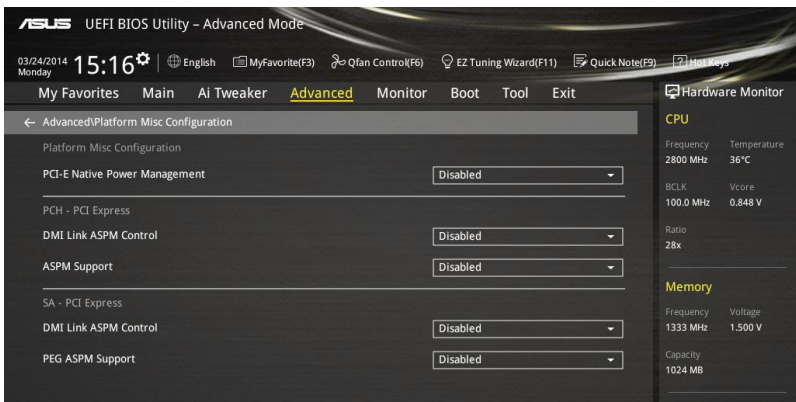 ASUS UEFI BIOS Utility – Advanced Mode
03/24/2014 Monday 15:16 English MyFavorite(F3) Qfan Control(F6) EZ Tuning Wizard(F11) Quick Note(F9) ? Hot Keys
My Favorites Main Ai Tweaker Advanced Monitor Boot Tool Exit
← Advanced\Platform Misc Configuration
Platform Misc Configuration
PCI-E Native Power Management Disabled
PCH - PCI Express
DMI Link ASPM Control Disabled
ASPM Support Disabled
SA - PCI Express
DMI Link ASPM Control Disabled
PEG ASPM Support Disabled
Hardware Monitor
CPU
Frequency Temperature
2800 MHz 36°C
BCLK Vcore
100.0 MHz 0.848 V
Ratio
28x
Memory
Frequency Voltage
1333 MHz 1.500 V
Capacity
1024 MB